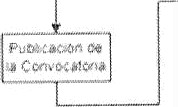 Publicación de
la Convocatoria